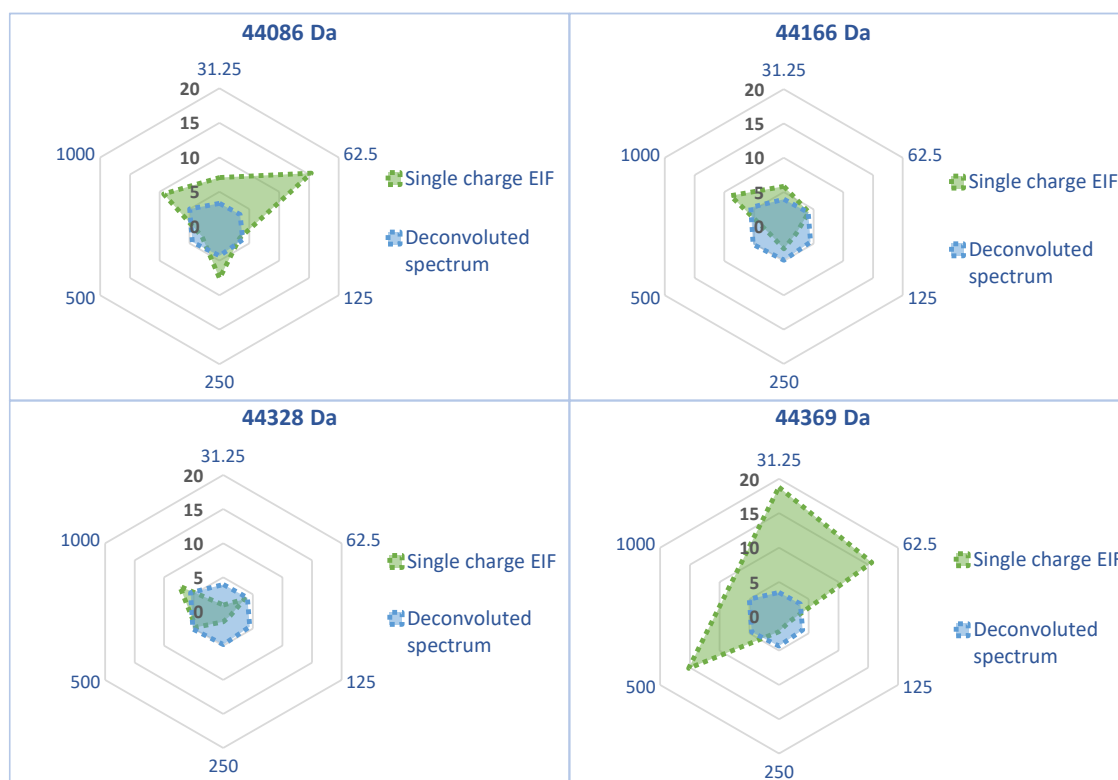 44086 Da
31.25
20
15
10
5
0
1000
62.5
500
125
250
Single charge EIF
Deconvoluted
spectrum
44166 Da
31.25
20
15
10
5
0
1000
62.5
500
125
250
Single charge EIF
Deconvoluted
spectrum
44328 Da
31.25
20
15
10
5
0
1000
62.5
500
125
250
Single charge EIF
Deconvoluted
spectrum
44369 Da
31.25
20
15
10
5
0
1000
62.5
500
125
250
Single charge EIF
Deconvoluted
spectrum